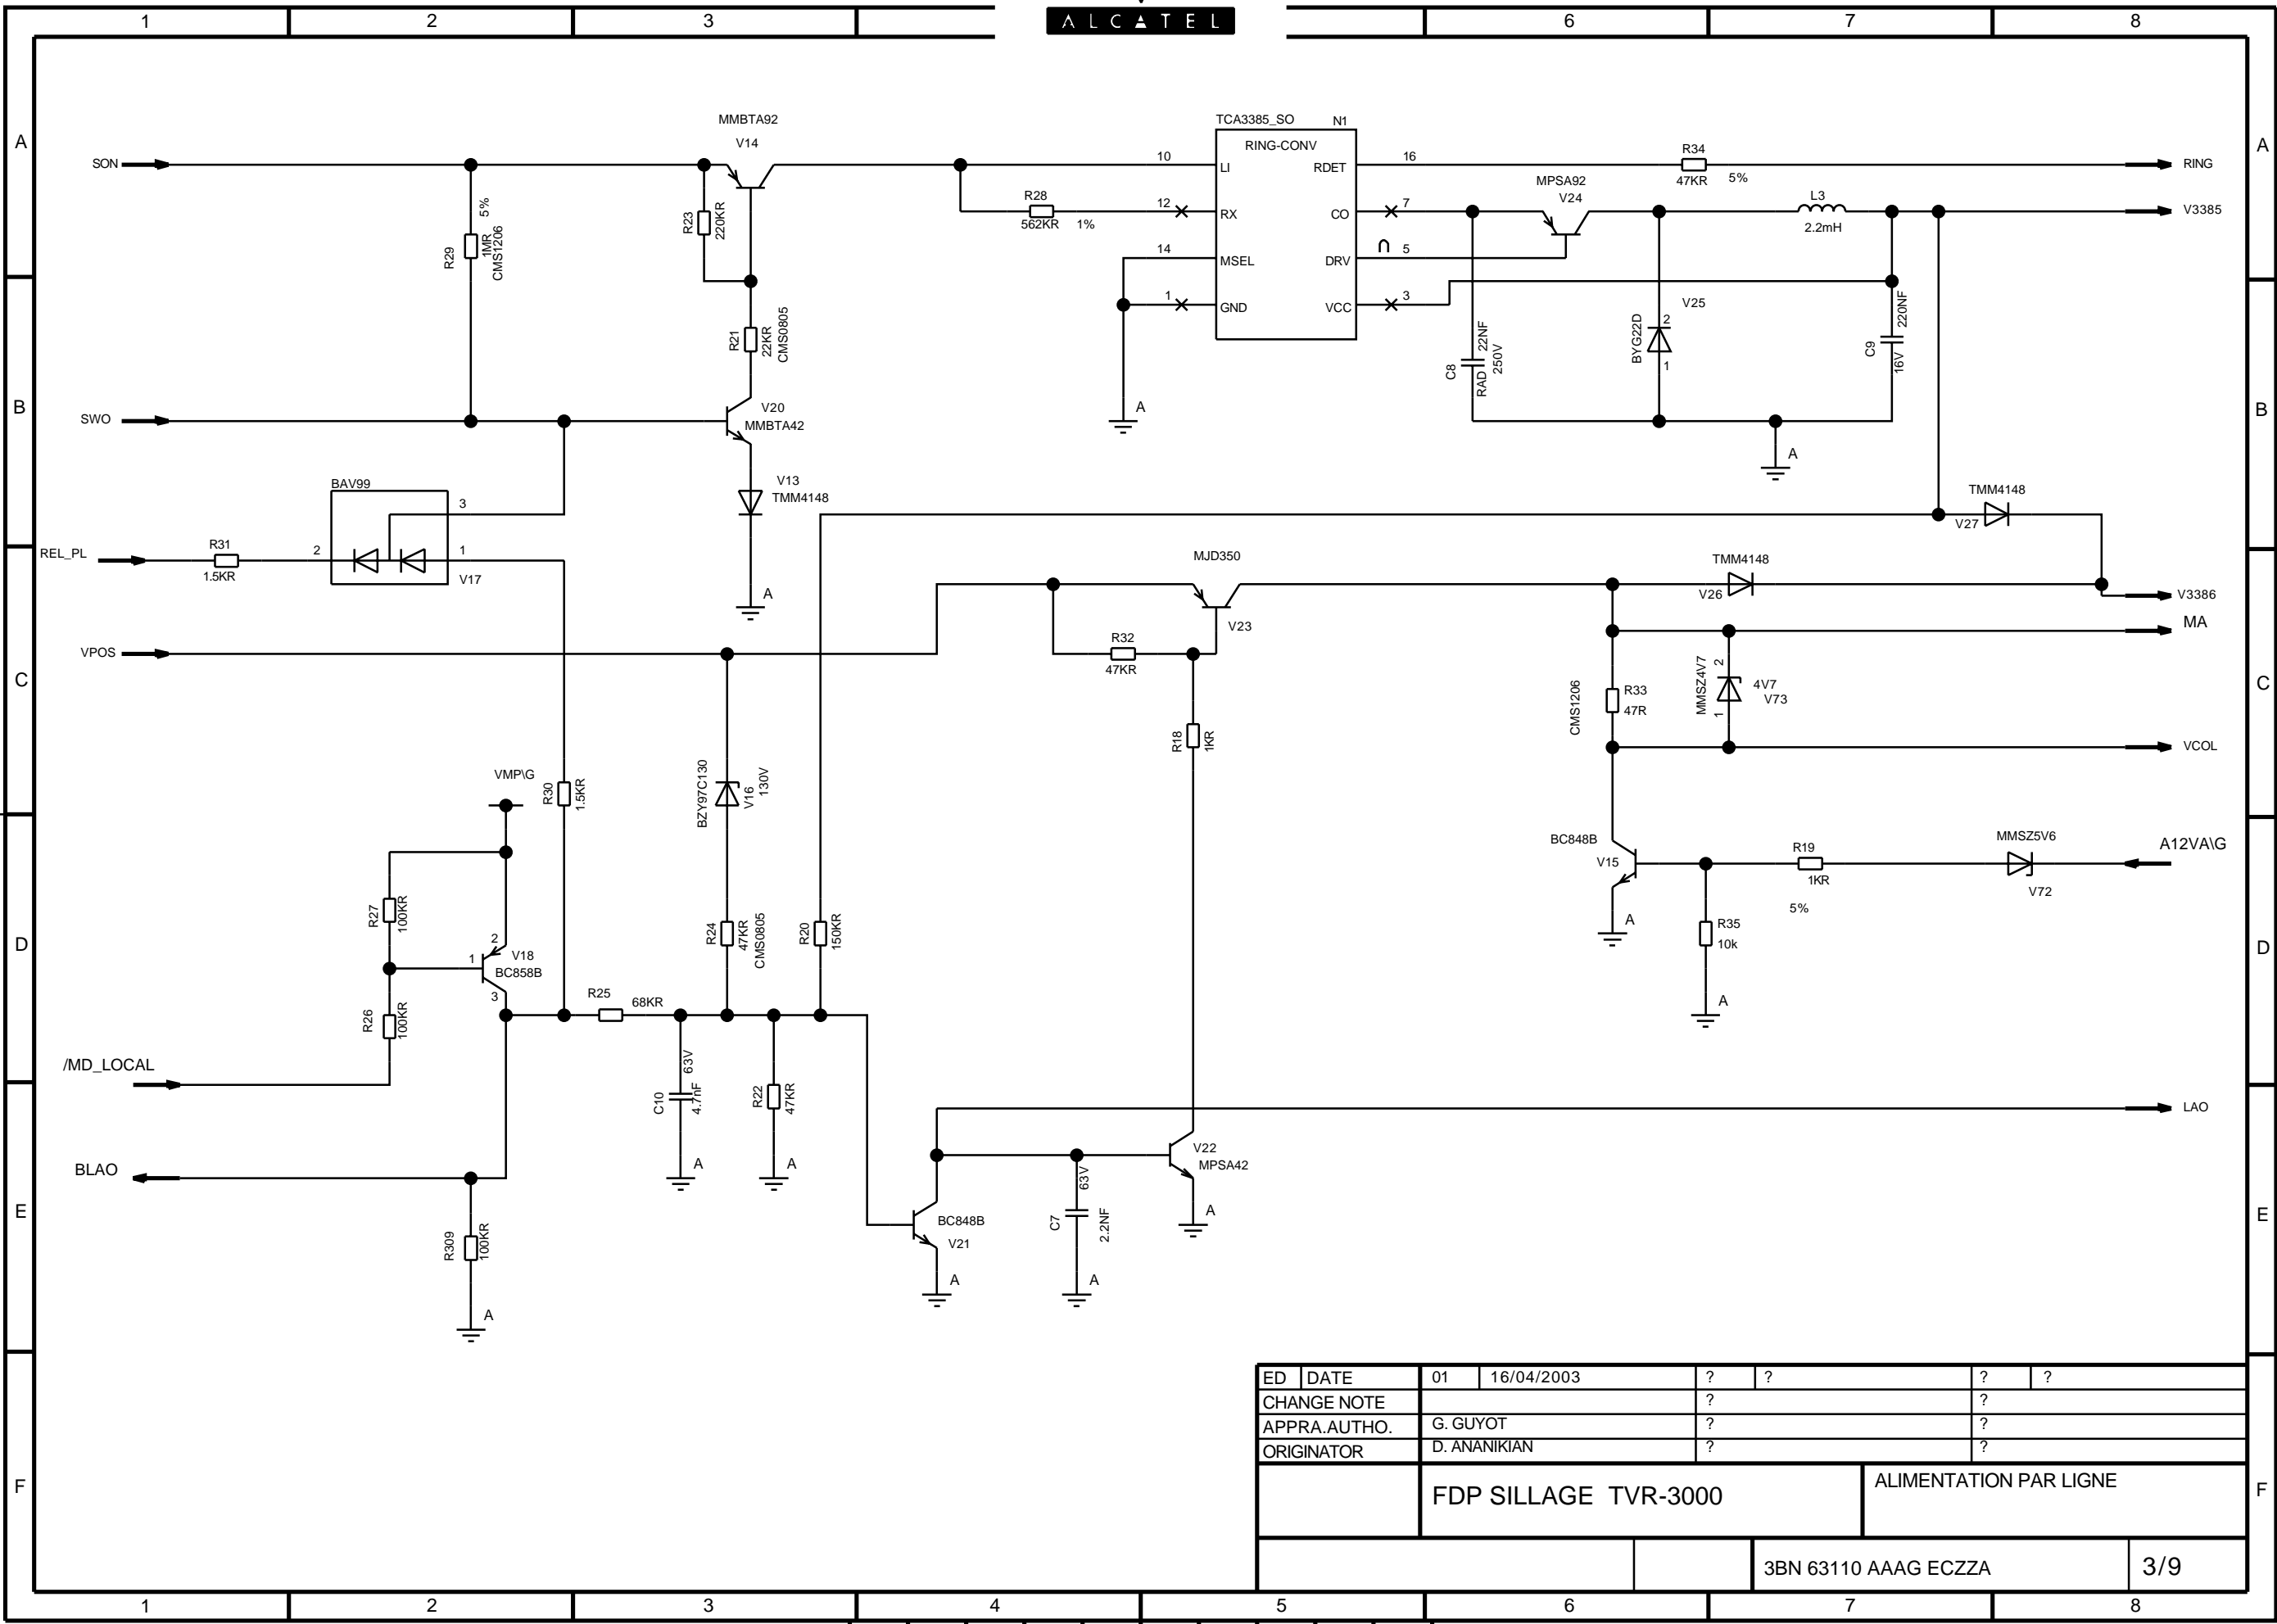 1 2 3 6 7 8
ALCATEL
A
A
B
B
C
C
D
D
E
E
F
F
SON
MMBTA92
V14
R29
1MR
5%
CMS1206
R23
220KR
R21
22KR
CMS0805
R28
562KR 1%
TCA3385_SO N1
RING-CONV
10 LI
12 RX
14 MSEL
1 GND
RDET 16
CO 7
DRV 5
VCC 3
R34
47KR 5%
RING
MPSA92
V24
L3
2.2mH
V3385
C8
RAD
22NF
250V
BYG22D
V25
2
1
C9
220NF
16V
A
A
SWO
V20
MMBTA42
V13
TMM4148
A
BAV99
3
2
1
V17
REL_PL
R31
1.5KR
TMM4148
V27
MJD350
V23
TMM4148
V26
V3386
MA
VPOS
R32
47KR
R18
1KR
CMS1206
R33
47R
MMSZ4V7
2
1
4V7
V73
VCOL
VMP\G
R30
1.5KR
BZY97C130
V16
130V
R27
100KR
2
1
3
V18
BC858B
R26
100KR
R24
47KR
CMS0805
R20
150KR
BC848B
V15
A
R19
1KR
5%
MMSZ5V6
V72
A12VA\G
R35
10k
A
R25
68KR
/MD_LOCAL
C10
63V
4.7nF
A
R22
47KR
A
LAO
BLAO
V22
MPSA42
A
R309
100KR
A
BC848B
V21
A
C7
63V
2.2NF
A
ED DATE 01 16/04/2003 ? ? ? ?
CHANGE NOTE ? ?
APPRA.AUTHO. G. GUYOT ? ?
ORIGINATOR D. ANANIKIAN ? ?
FDP SILLAGE TVR-3000
ALIMENTATION PAR LIGNE
3BN 63110 AAAG ECZZA
3/9
1 2 3 4 5 6 7 8